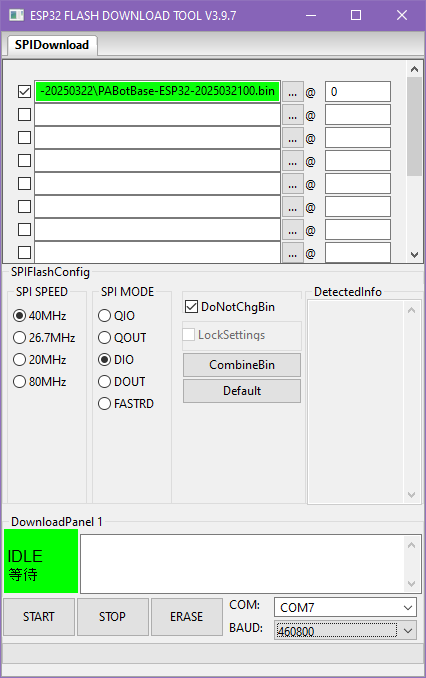 ESP32 FLASH DOWNLOAD TOOL V3.9.7
SPIDownload
-20250322\PABotBase-ESP32-2025032100.bin ... @ 0
... @
... @
... @
... @
... @
... @
... @
SPIFlashConfig
SPI SPEED
40MHz
26.7MHz
20MHz
80MHz
SPI MODE
QIO
QOUT
DIO
DOUT
FASTRD
DoNotChgBin
LockSettings
CombineBin
Default
DetectedInfo
DownloadPanel 1
IDLE
等待
START STOP ERASE
COM: COM7
BAUD: 460800